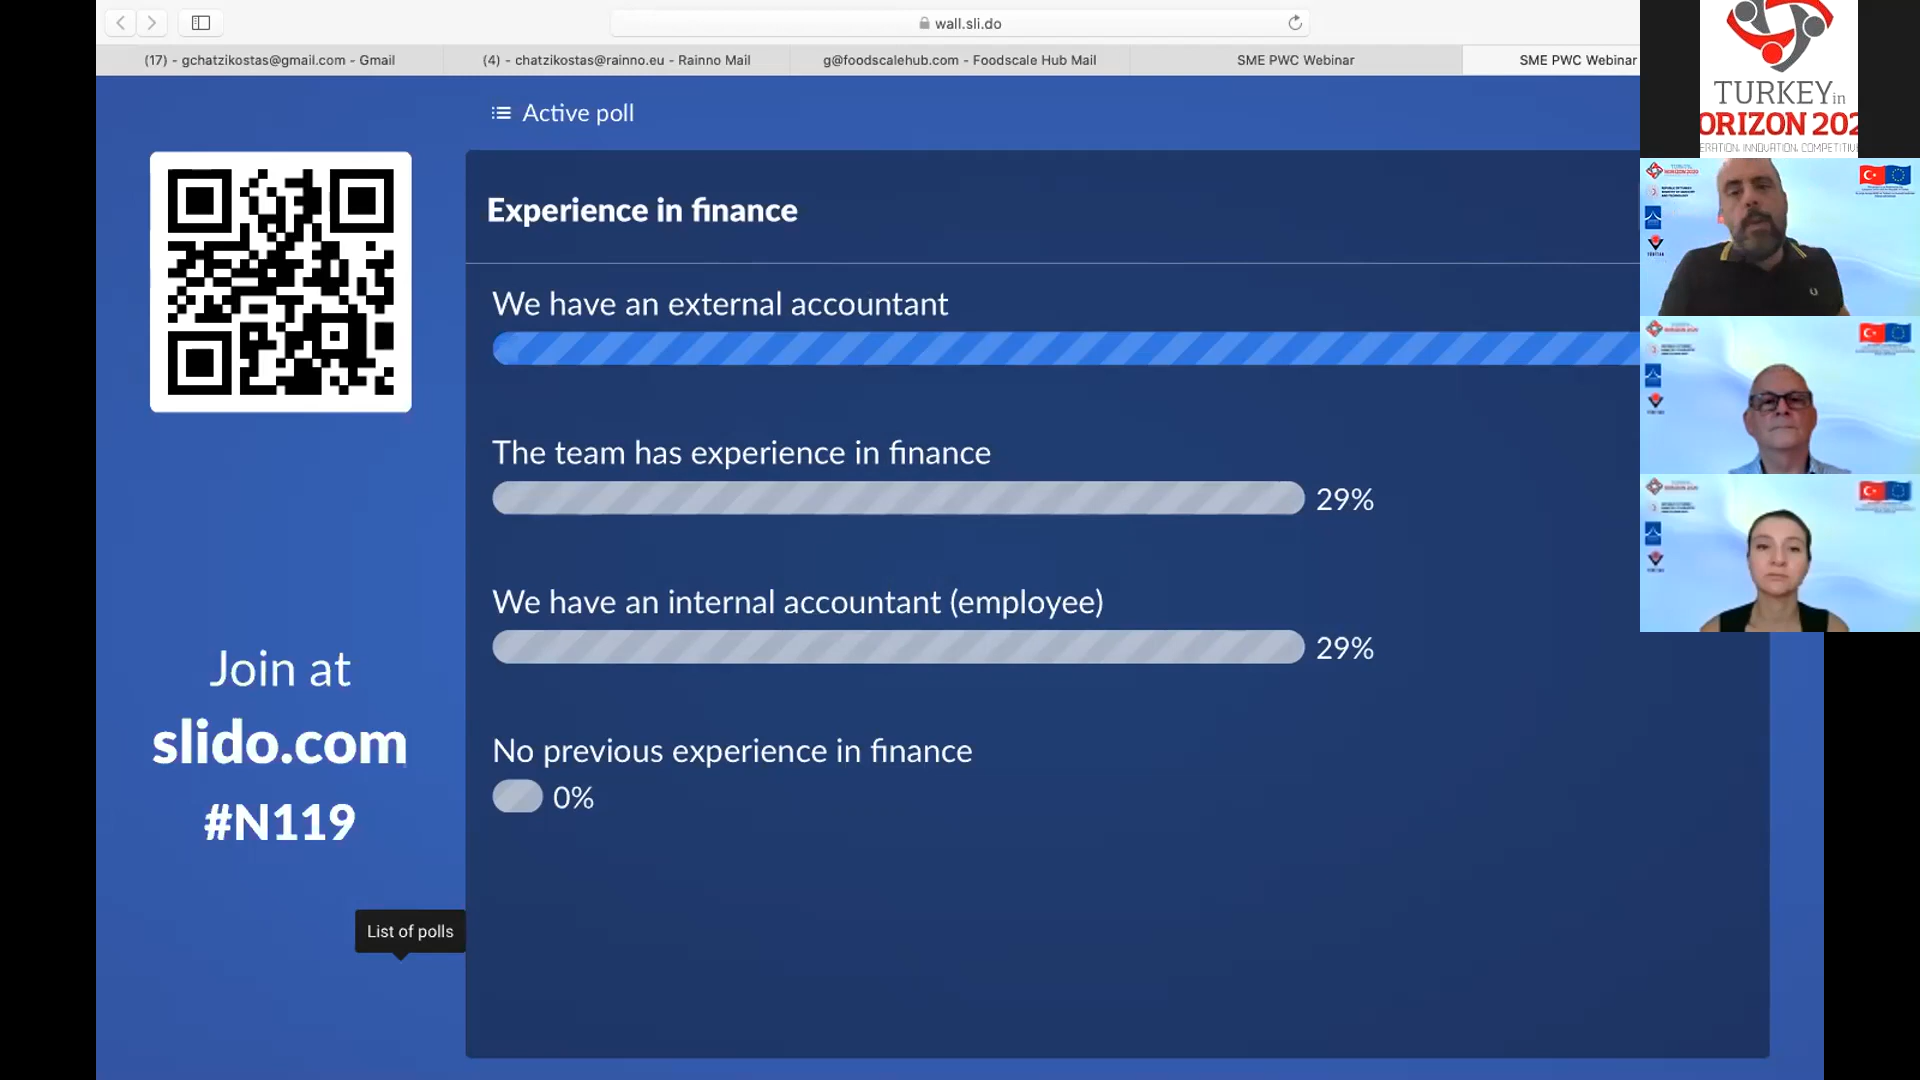 wall.sli.do
(17) - gchatzikostas@gmail.com - Gmail
(4) - chatzikostas@rainno.eu - Rainno Mail
g@foodscalehub.com - Foodscale Hub Mail
SME PWC Webinar
SME PWC Webinar
TURKEY in
ORIZON 202
ERATION, INNOVATION, COMPETITIVE
Active poll
Experience in finance
We have an external accountant
The team has experience in finance
29%
We have an internal accountant (employee)
29%
No previous experience in finance
0%
Join at
slido.com
#N119
List of polls